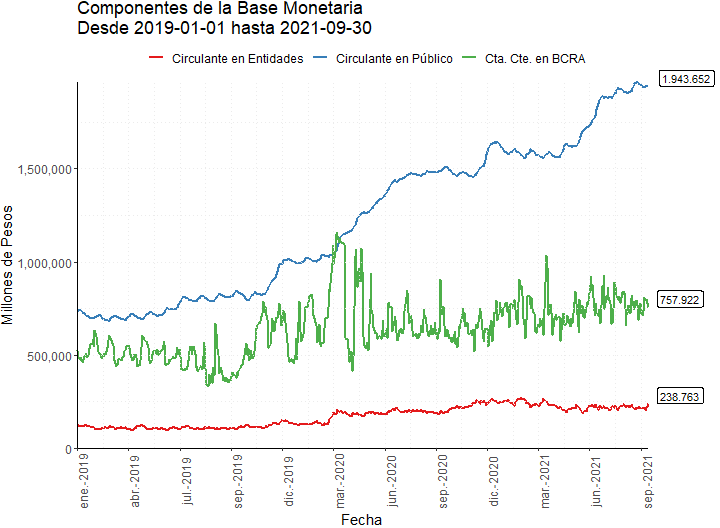 Componentes de la Base Monetaria
Desde 2019-01-01 hasta 2021-09-30
Circulante en Entidades Circulante en Público Cta. Cte. en BCRA
1.943.652
1,500,000
1,000,000
757.922
500,000
238.763
0
Millones de Pesos
ene.-2019
abr.-2019
jul.-2019
sep.-2019
dic.-2019
mar.-2020
jun.-2020
sep.-2020
dic.-2020
mar.-2021
jun.-2021
sep.-2021
Fecha